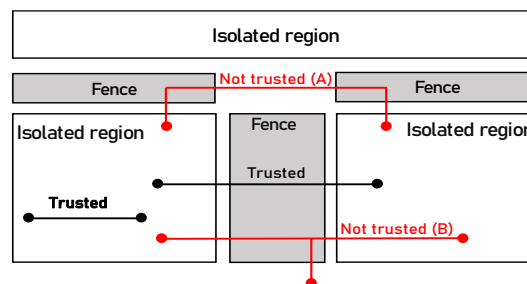 Isolated region
Not trusted (A)
Fence
Fence
Isolated region
Fence
Isolated region
Trusted
Trusted
Not trusted (B)